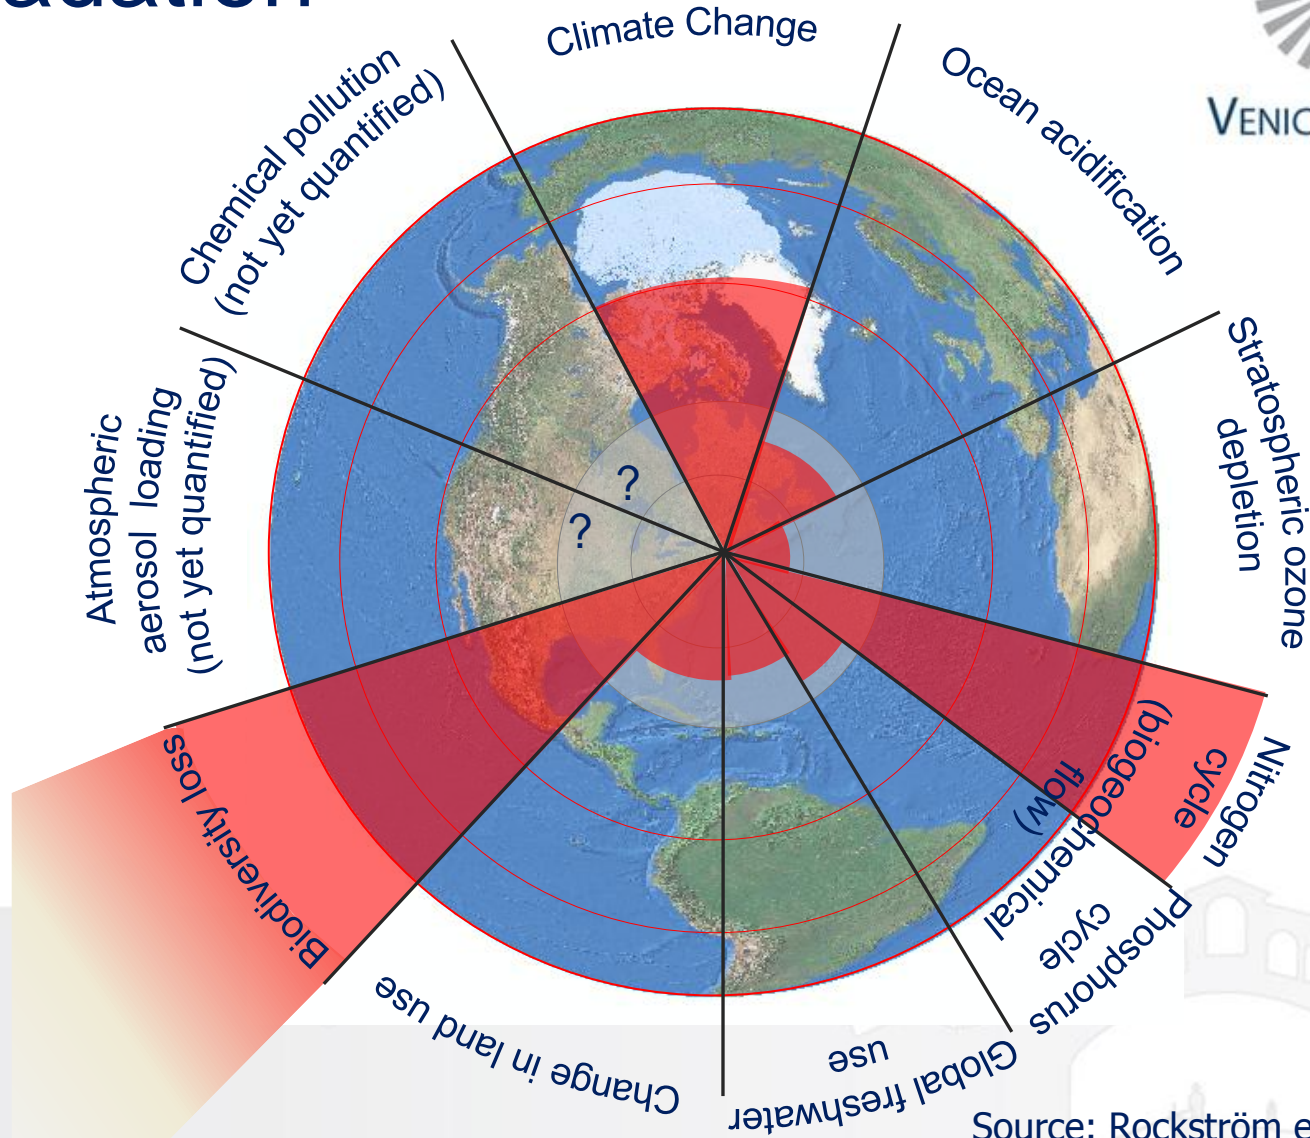 Climate Change
Ocean acidification
Stratospheric ozone
depletion
Nitrogen
cycle
(biogeochemical
flow)
Phosphorus
cycle
Global freshwater
use
Change in land use
Biodiversity loss
Atmospheric
aerosol loading
(not yet quantified)
Chemical pollution
(not yet quantified)
?
?
Source: Rockström